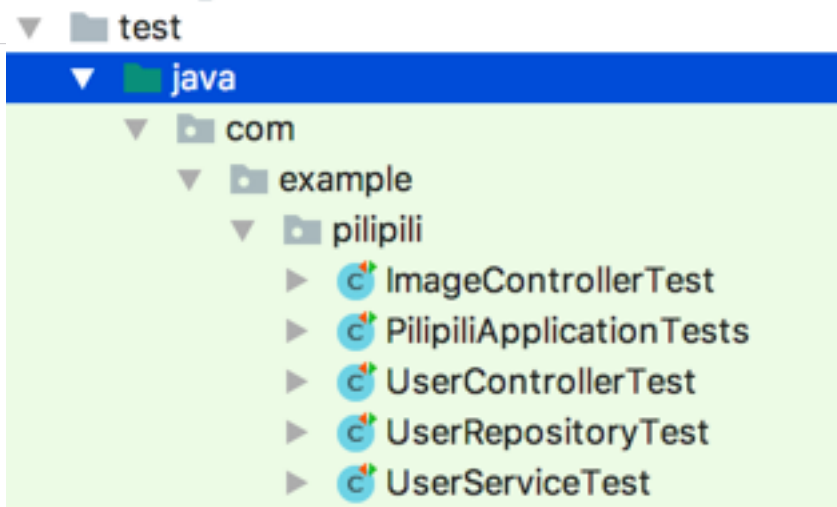 test
java
com
example
pilipili
ImageControllerTest
PilipiliApplicationTests
UserControllerTest
UserRepositoryTest
UserServiceTest